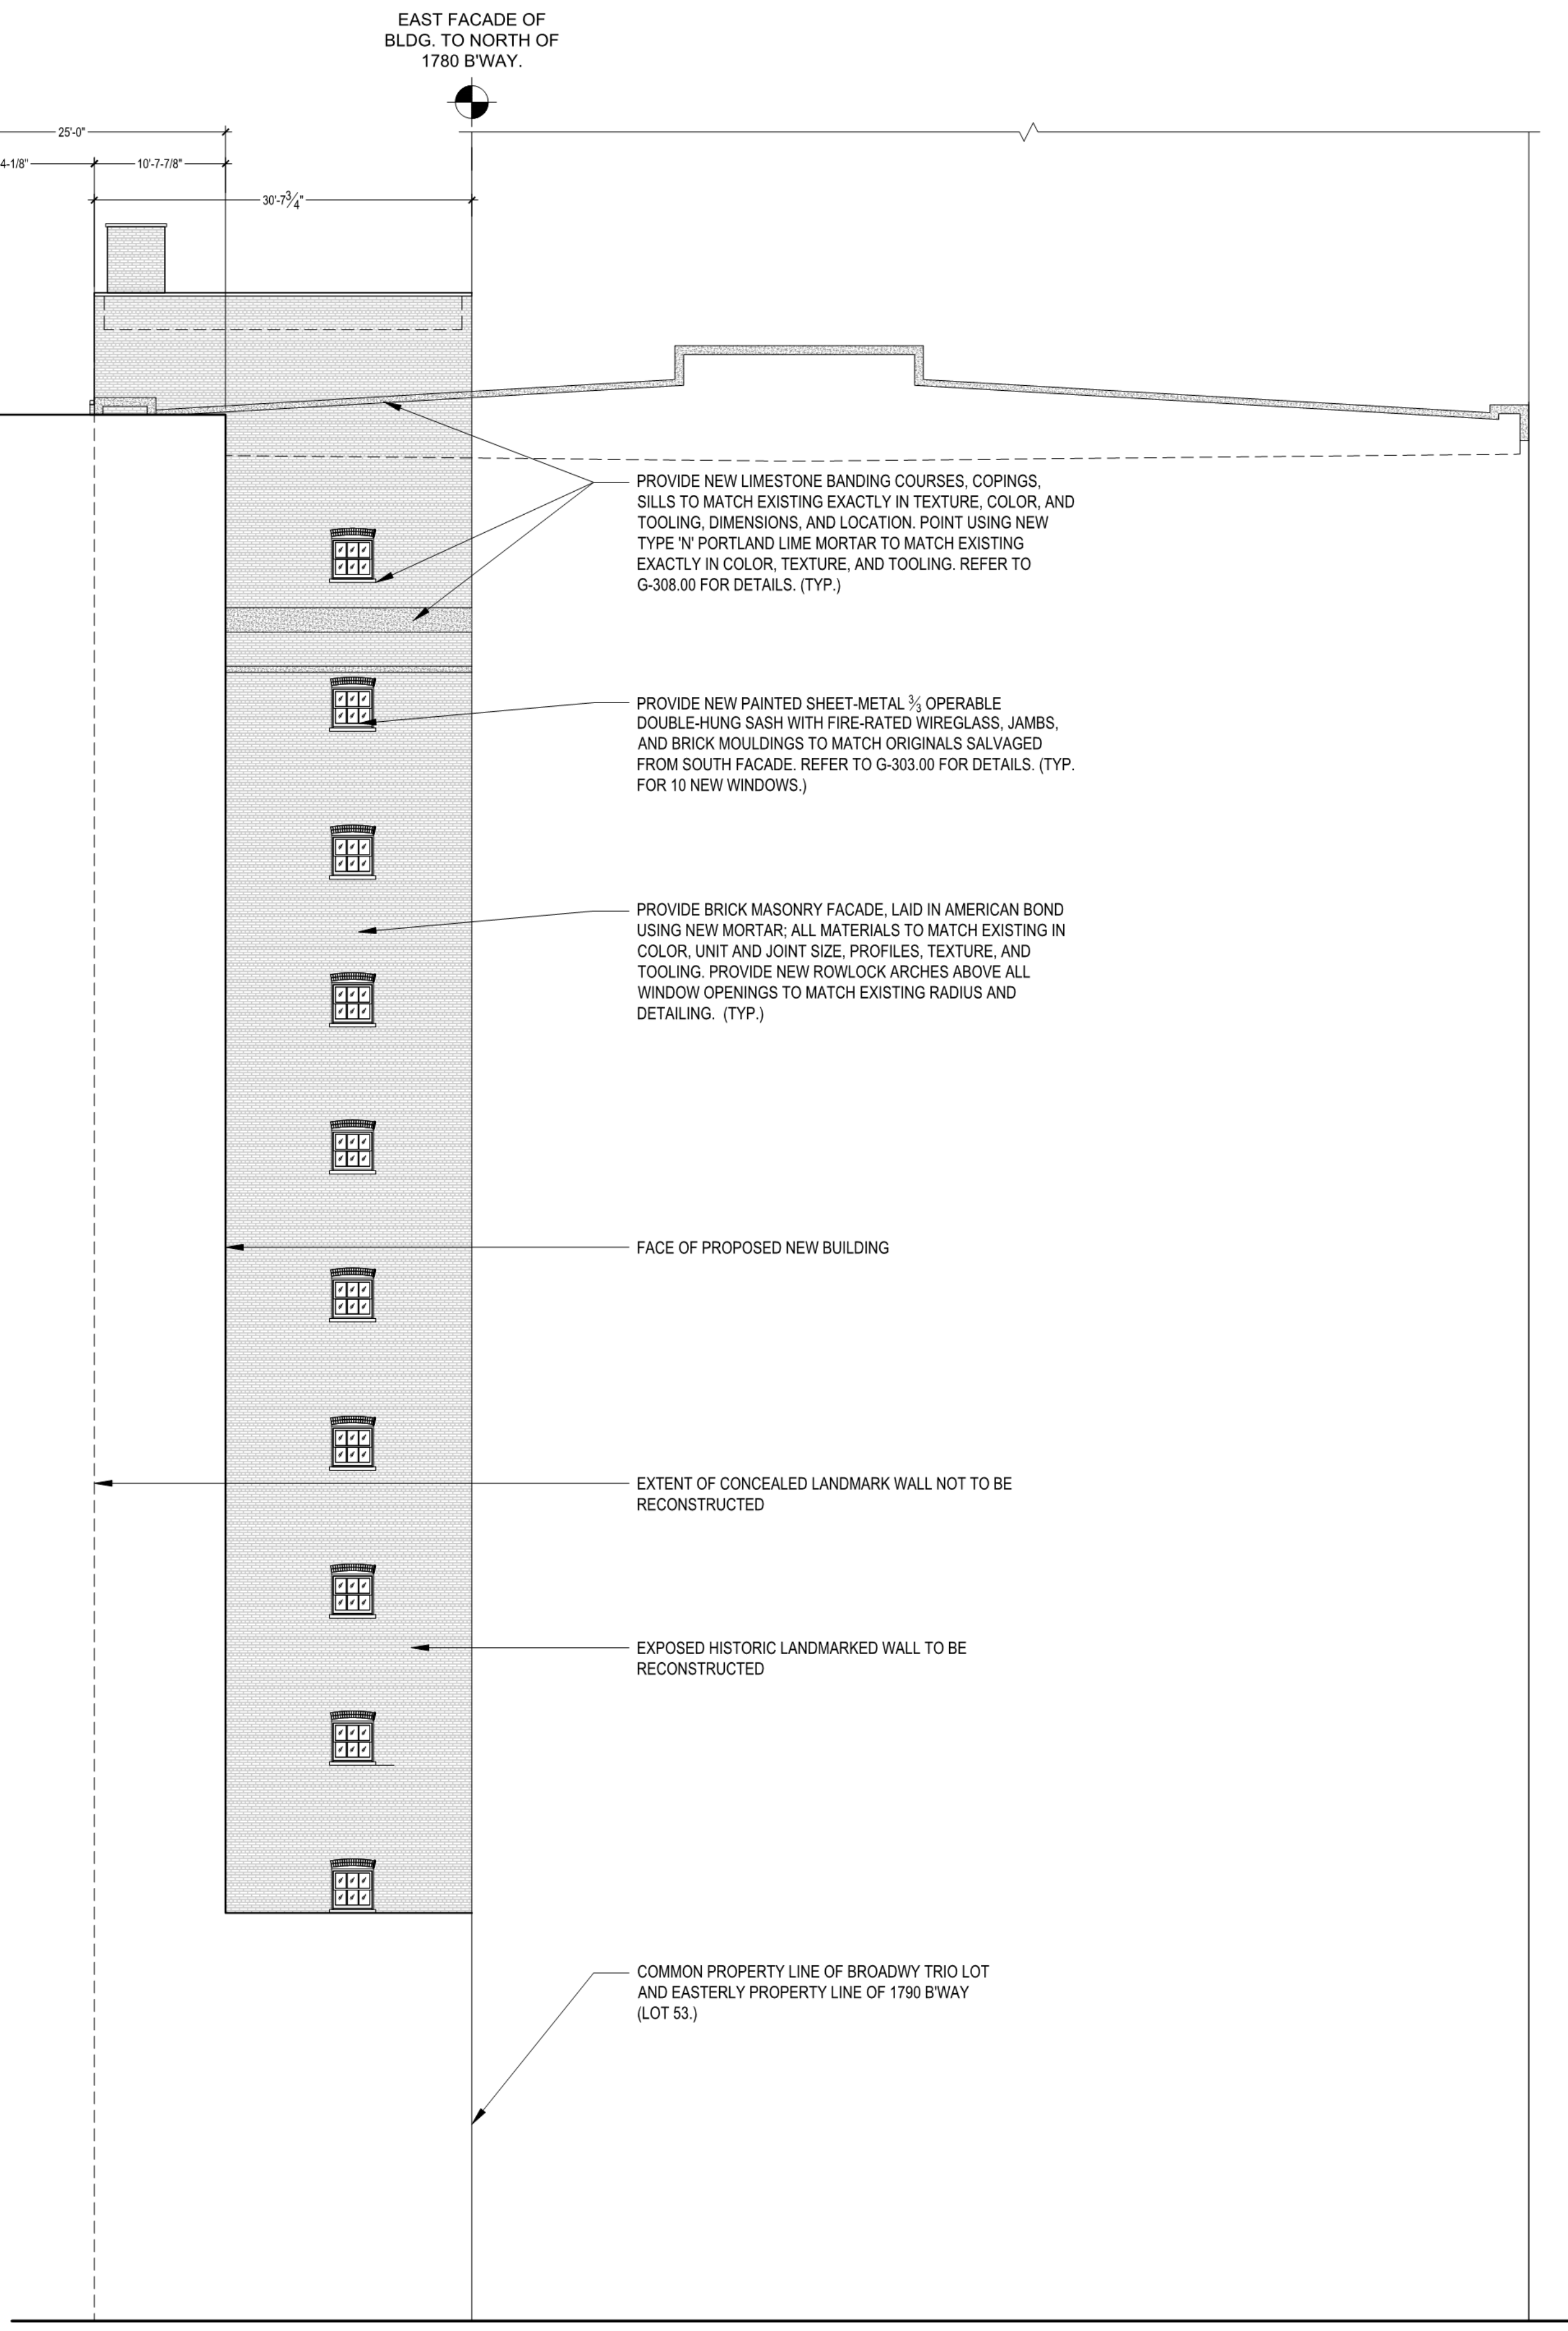 EAST FACADE OF
BLDG. TO NORTH OF
1780 B'WAY.
25'-0"
4-1/8"
10'-7-7/8"
30'-7 3/4"
PROVIDE NEW LIMESTONE BANDING COURSES, COPINGS,
SILLS TO MATCH EXISTING EXACTLY IN TEXTURE, COLOR, AND
TOOLING, DIMENSIONS, AND LOCATION. POINT USING NEW
TYPE 'N' PORTLAND LIME MORTAR TO MATCH EXISTING
EXACTLY IN COLOR, TEXTURE, AND TOOLING. REFER TO
G-308.00 FOR DETAILS. (TYP.)
PROVIDE NEW PAINTED SHEET-METAL 3/3 OPERABLE
DOUBLE-HUNG SASH WITH FIRE-RATED WIREGLASS, JAMBS,
AND BRICK MOULDINGS TO MATCH ORIGINALS SALVAGED
FROM SOUTH FACADE. REFER TO G-303.00 FOR DETAILS. (TYP.
FOR 10 NEW WINDOWS.)
PROVIDE BRICK MASONRY FACADE, LAID IN AMERICAN BOND
USING NEW MORTAR; ALL MATERIALS TO MATCH EXISTING IN
COLOR, UNIT AND JOINT SIZE, PROFILES, TEXTURE, AND
TOOLING. PROVIDE NEW ROWLOCK ARCHES ABOVE ALL
WINDOW OPENINGS TO MATCH EXISTING RADIUS AND
DETAILING. (TYP.)
FACE OF PROPOSED NEW BUILDING
EXTENT OF CONCEALED LANDMARK WALL NOT TO BE
RECONSTRUCTED
EXPOSED HISTORIC LANDMARKED WALL TO BE
RECONSTRUCTED
COMMON PROPERTY LINE OF BROADWY TRIO LOT
AND EASTERLY PROPERTY LINE OF 1790 B'WAY
(LOT 53.)